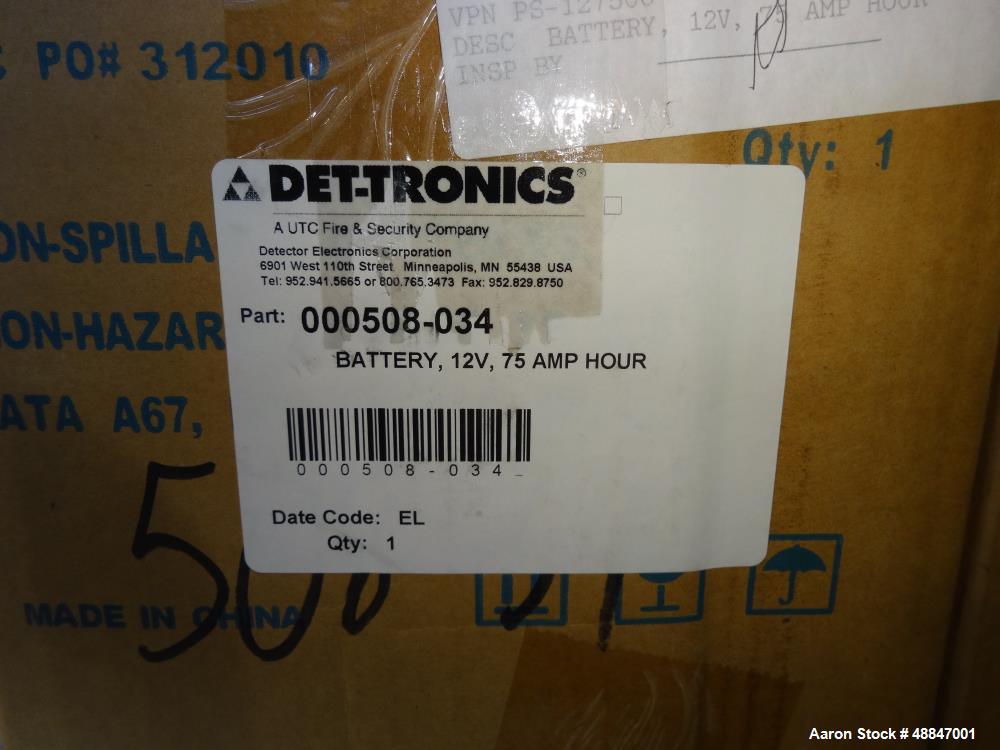 VPN PS-127500
DESC BATTERY, 12V, 75 AMP HOUR
INSP BY
PO# 312010
Qty: 1
DET-TRONICS®
A UTC Fire & Security Company
Detector Electronics Corporation
6901 West 110th Street Minneapolis, MN 55438 USA
Tel: 952.941.5665 or 800.765.3473 Fax: 952.829.8750
ON-SPILLA
Part: 000508-034
ON-HAZAR
BATTERY, 12V, 75 AMP HOUR
ATA A67,
000508-034
Date Code: EL
Qty: 1
508
MADE IN CHINA
Aaron Stock # 48847001